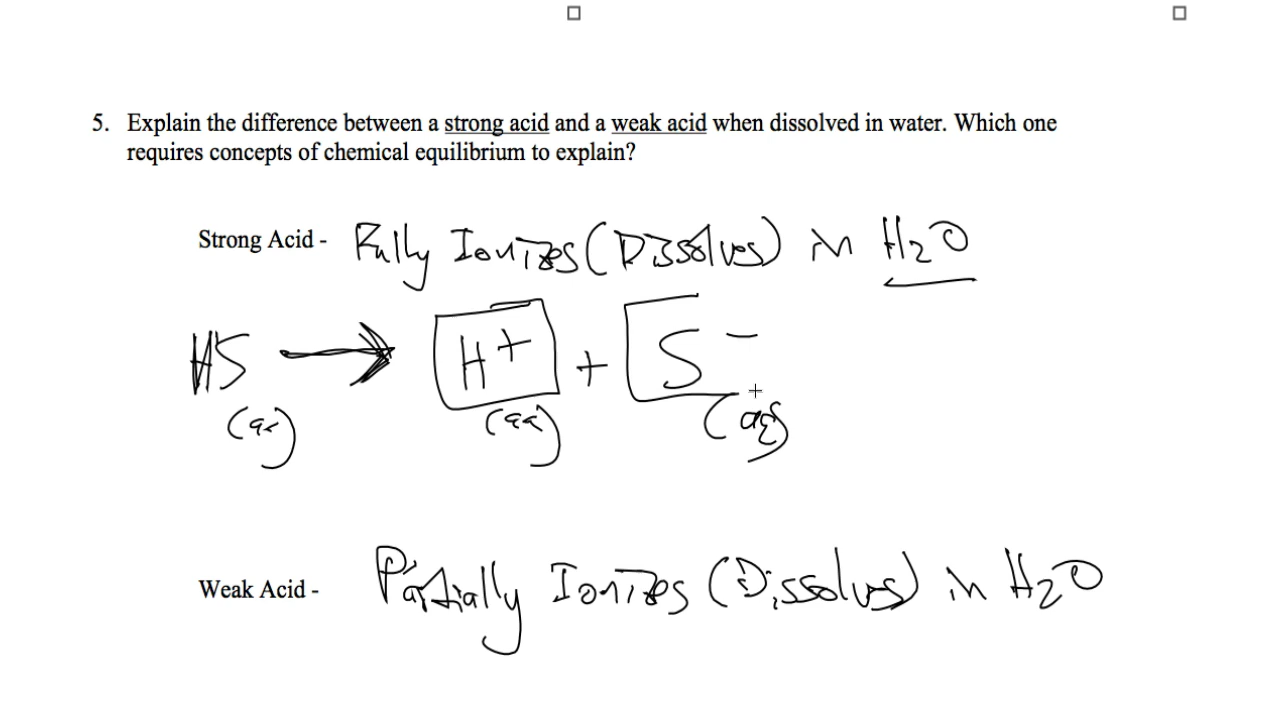 5. Explain the difference between a strong acid and a weak acid when dissolved in water. Which one
requires concepts of chemical equilibrium to explain?
Strong Acid - Fully Ionizes (Dissolves) in H2O
HS → H+ + S-
(aq) (aq) (aq)
Weak Acid - Partially Ionizes (Dissolves) in H2O